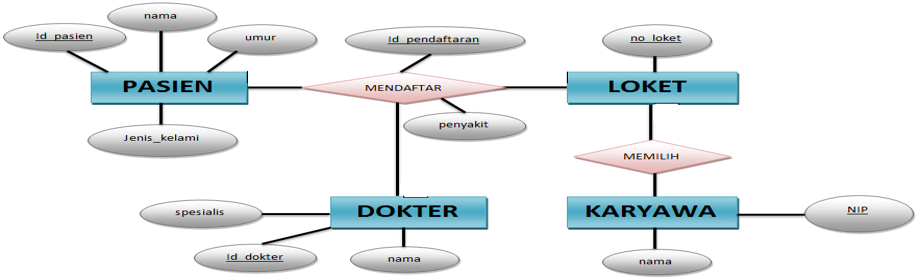 nama
Id_pasien
umur
Id_pendaftaran
no_loket
PASIEN
MENDAFTAR
LOKET
Jenis_kelami
penyakit
MEMILIH
spesialis
DOKTER
KARYAWA
NIP
Id_dokter
nama
nama